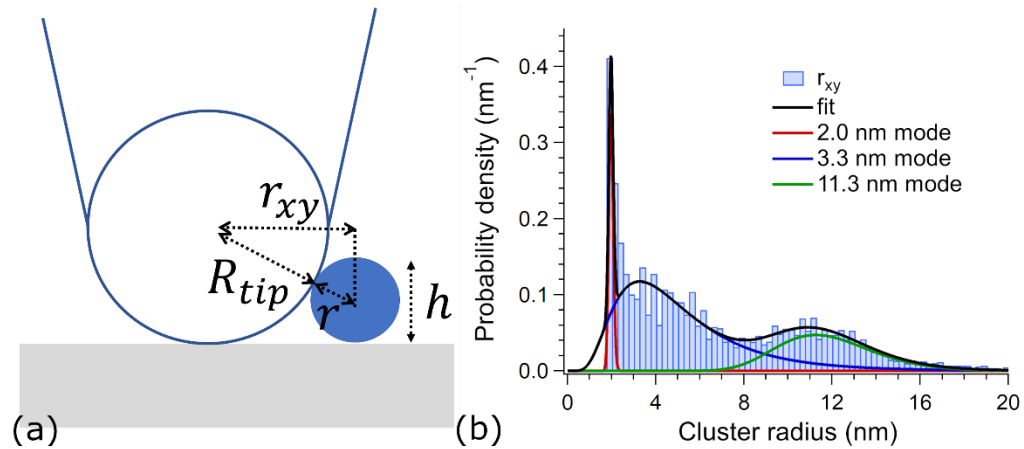 r_xy
R_tip
r
h
(a)
Probability density (nm⁻¹)
0.4
0.3
0.2
0.1
0.0
r_xy
fit
2.0 nm mode
3.3 nm mode
11.3 nm mode
0 4 8 12 16 20
Cluster radius (nm)
(b)